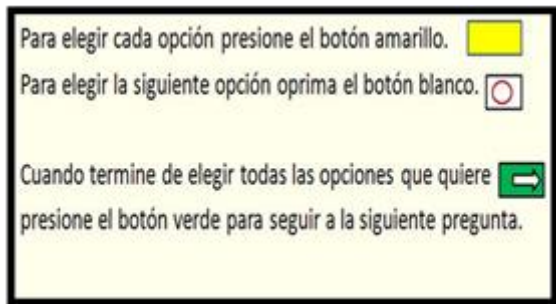 Para elegir cada opción presione el botón amarillo.
Para elegir la siguiente opción oprima el botón blanco.
Cuando termine de elegir todas las opciones que quiere
presione el botón verde para seguir a la siguiente pregunta.